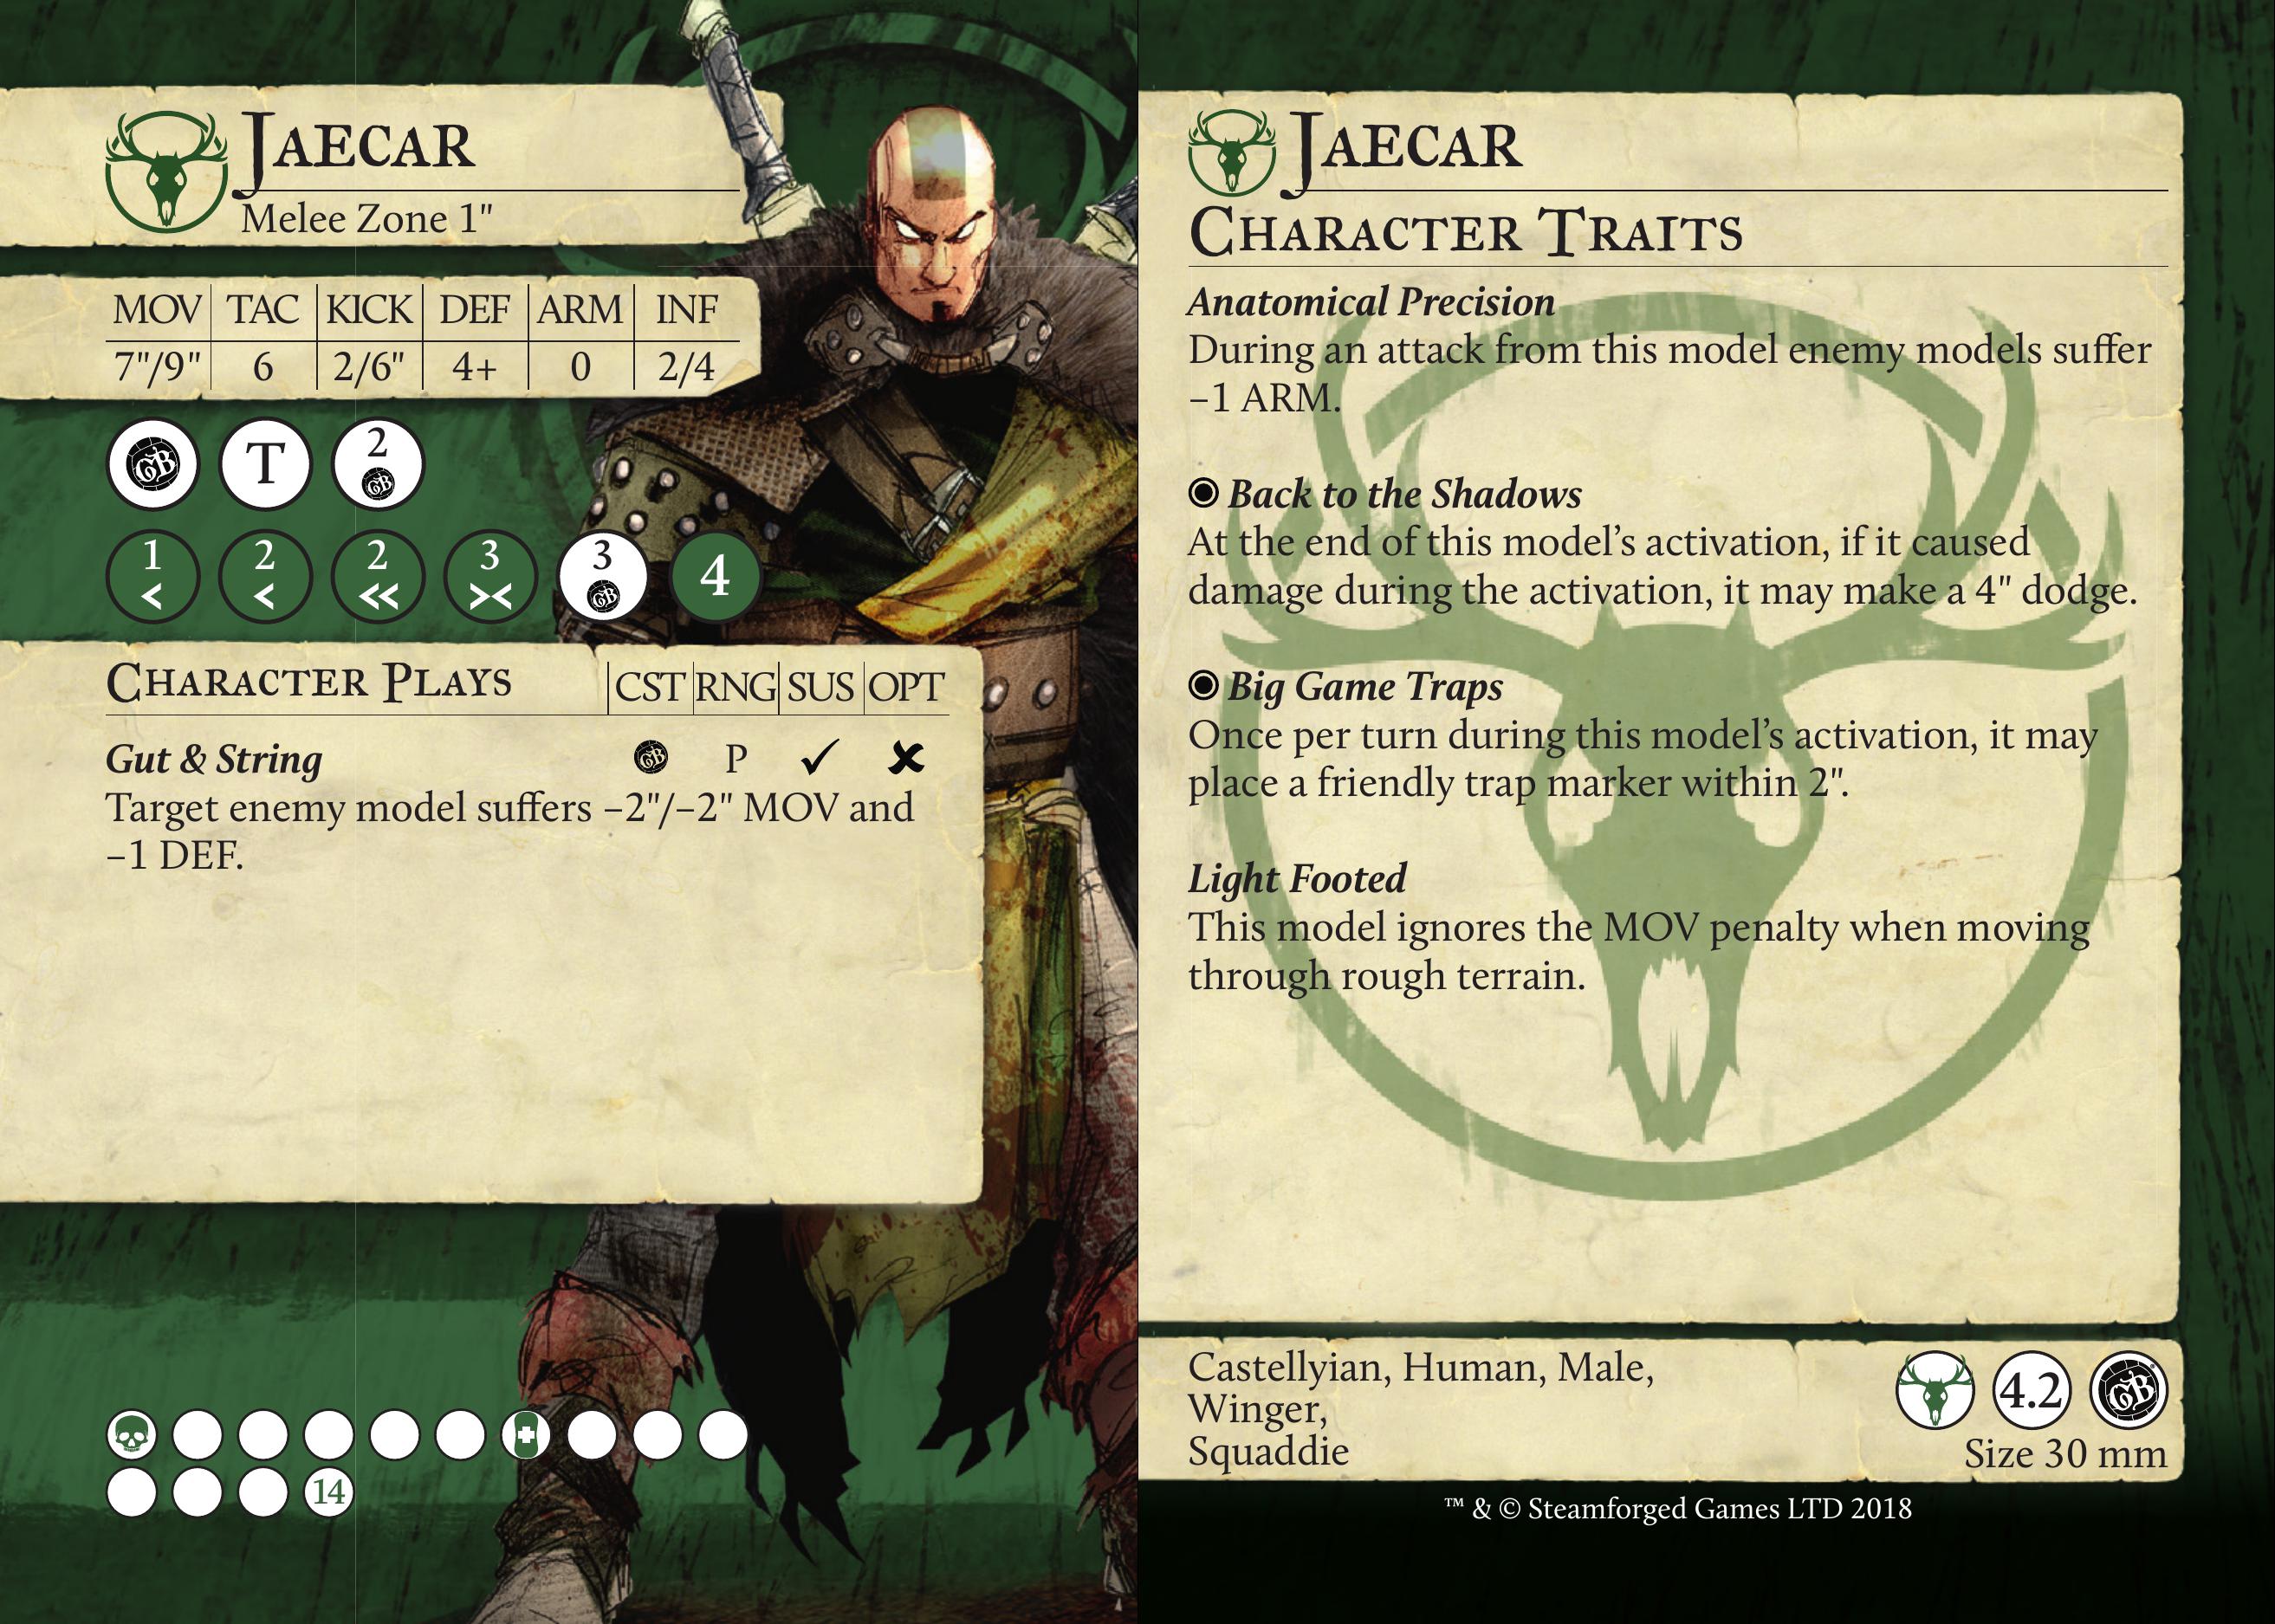 JAECAR
Melee Zone 1"
MOV TAC KICK DEF ARM INF
7"/9" 6 2/6" 4+ 0 2/4
GB T 2 GB
1 2 2 3 3 GB 4
CHARACTER PLAYS CST RNG SUS OPT
Gut & String GB P ✓ ✘
Target enemy model suffers –2"/–2" MOV and
–1 DEF.
14
JAECAR
CHARACTER TRAITS
Anatomical Precision
During an attack from this model enemy models suffer
–1 ARM.
Back to the Shadows
At the end of this model’s activation, if it caused
damage during the activation, it may make a 4" dodge.
Big Game Traps
Once per turn during this model’s activation, it may
place a friendly trap marker within 2".
Light Footed
This model ignores the MOV penalty when moving
through rough terrain.
Castellyian, Human, Male,
Winger,
Squaddie
4.2 GB
Size 30 mm
™ & © Steamforged Games LTD 2018